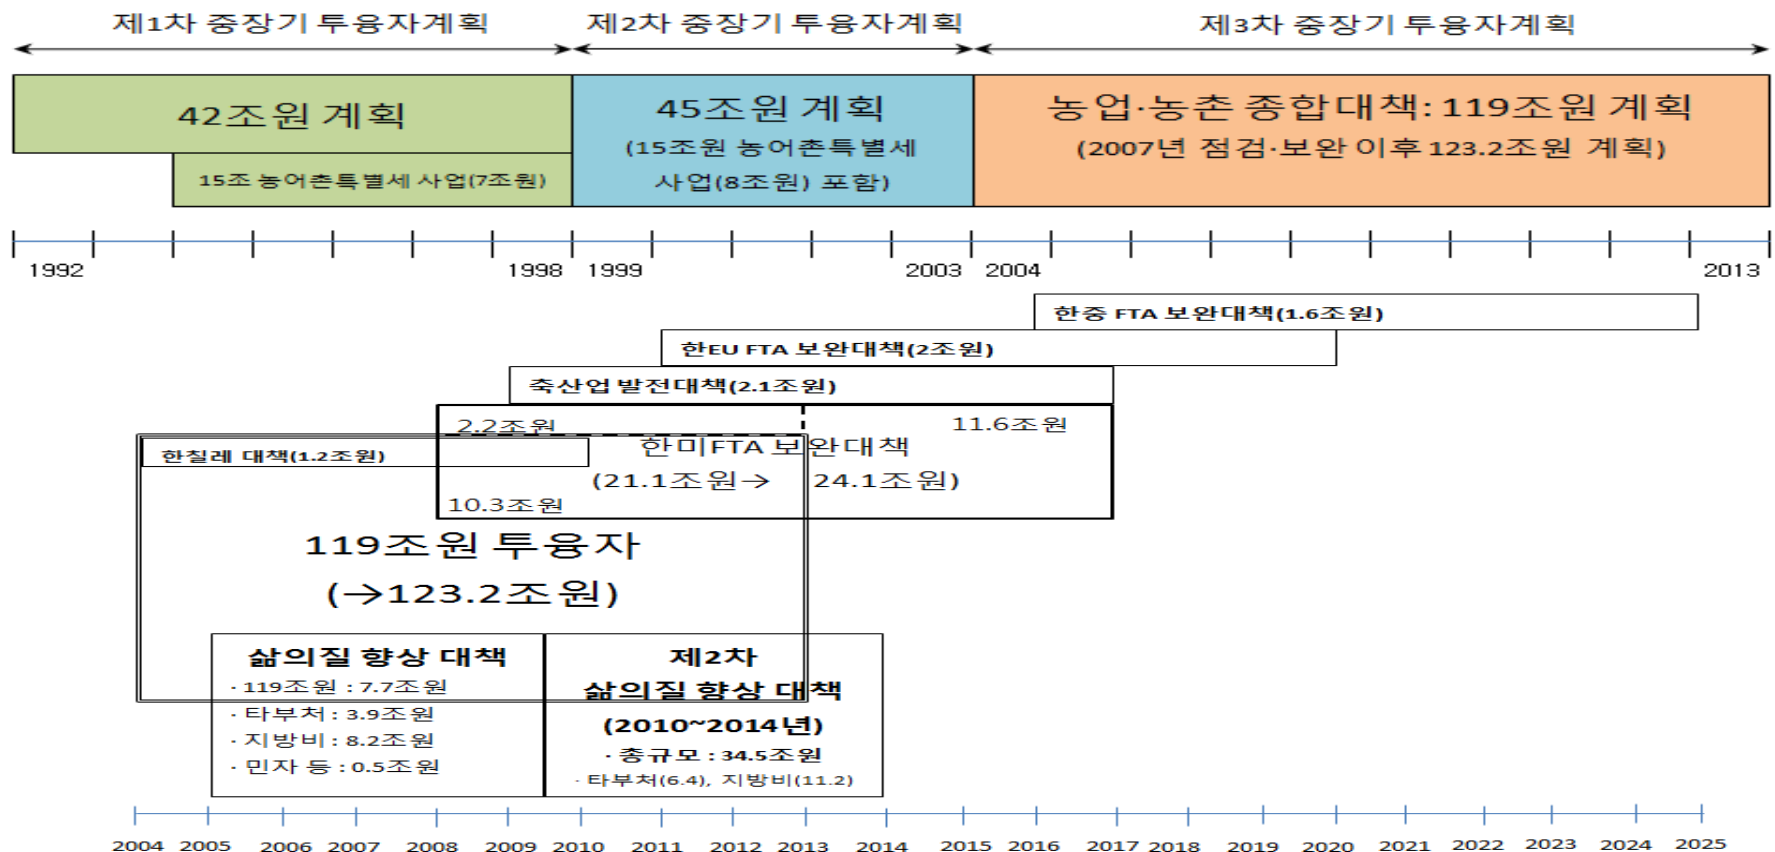 제1차 중장기 투융자계획
제2차 중장기 투융자계획
제3차 중장기 투융자계획
42조원 계획
15조 농어촌특별세 사업(7조원)
45조원 계획
(15조원 농어촌특별세
사업(8조원) 포함)
농업·농촌 종합대책: 119조원 계획
(2007년 점검·보완 이후 123.2조원 계획)
1992 1998 1999 2003 2004 2013
한중 FTA 보완대책(1.6조원)
한EU FTA 보완대책(2조원)
축산업 발전대책(2.1조원)
2.2조원
11.6조원
한미FTA 보완대책
(21.1조원→ 24.1조원)
10.3조원
한칠레 대책(1.2조원)
119조원 투융자
(→123.2조원)
삶의질 향상 대책
· 119조원 : 7.7조원
· 타부처 : 3.9조원
· 지방비 : 8.2조원
· 민자 등 : 0.5조원
제2차
삶의질 향상 대책
(2010~2014년)
· 총규모 : 34.5조원
· 타부처(6.4), 지방비(11.2)
2004 2005 2006 2007 2008 2009 2010 2011 2012 2013 2014 2015 2016 2017 2018 2019 2020 2021 2022 2023 2024 2025